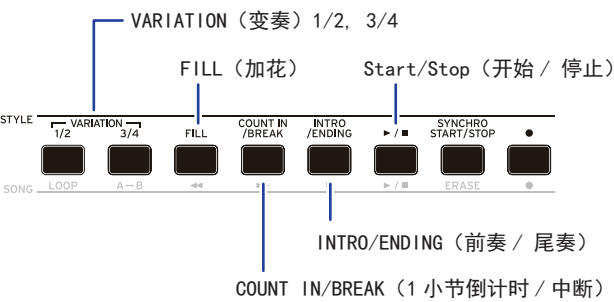 VARIATION（变奏）1/2, 3/4
FILL（加花）
Start/Stop（开始 / 停止）
STYLE
VARIATION
1/2
3/4
FILL
COUNT IN
/BREAK
INTRO
/ENDING
►/■
SYNCHRO
START/STOP
●
SONG
LOOP
A↔B
◄◄
►/■
ERASE
●
INTRO/ENDING（前奏 / 尾奏）
COUNT IN/BREAK（1 小节倒计时 / 中断）